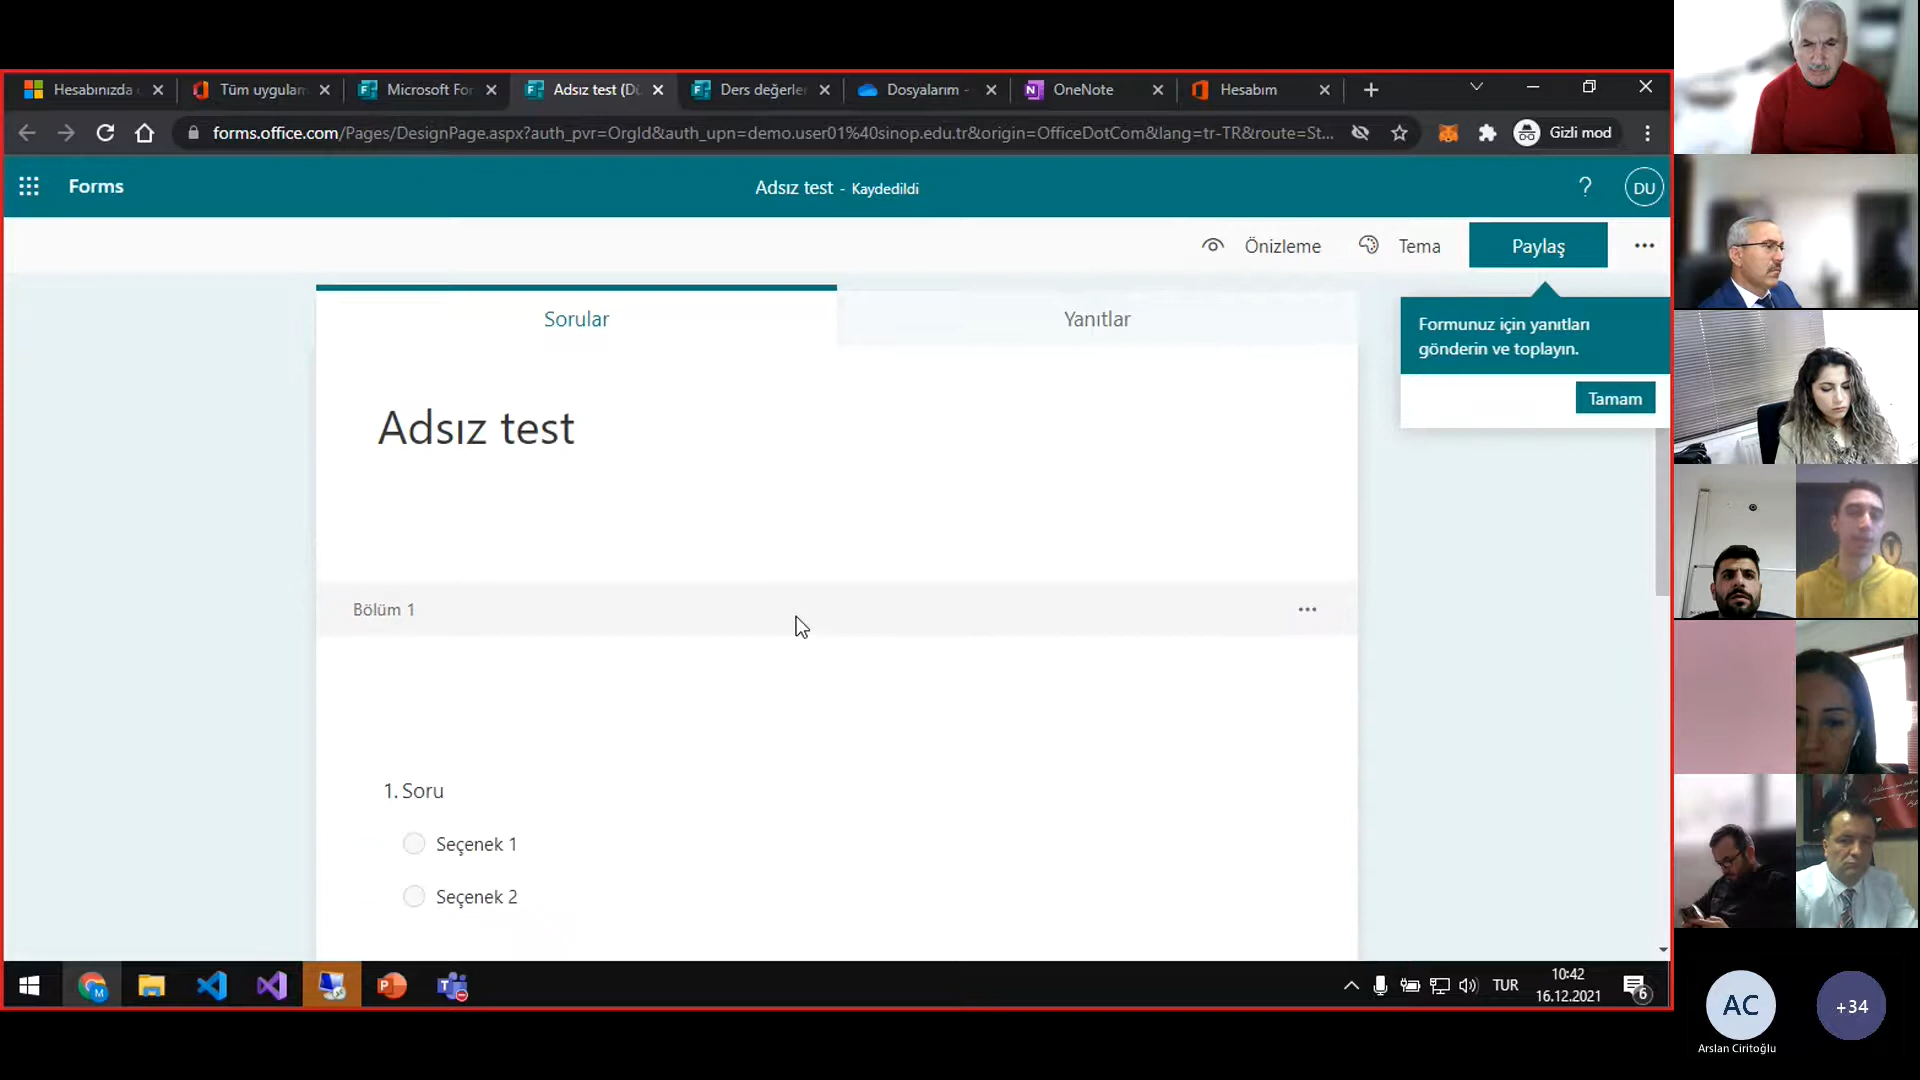 Hesabınızda
Tüm uygulam
Microsoft For
Adsız test (Dü
Ders değerler
Dosyalarım -
OneNote
Hesabım
forms.office.com/Pages/DesignPage.aspx?auth_pvr=OrgId&auth_upn=demo.user01%40sinop.edu.tr&origin=OfficeDotCom&lang=tr-TR&route=St...
Gizli mod
Forms
Adsız test - Kaydedildi
?
DU
Önizleme
Tema
Paylaş
Sorular
Yanıtlar
Formunuz için yanıtları
gönderin ve toplayın.
Tamam
Adsız test
Bölüm 1
1. Soru
Seçenek 1
Seçenek 2
TUR
10:42
16.12.2021
6
AC
Arslan Ciritoğlu
+34